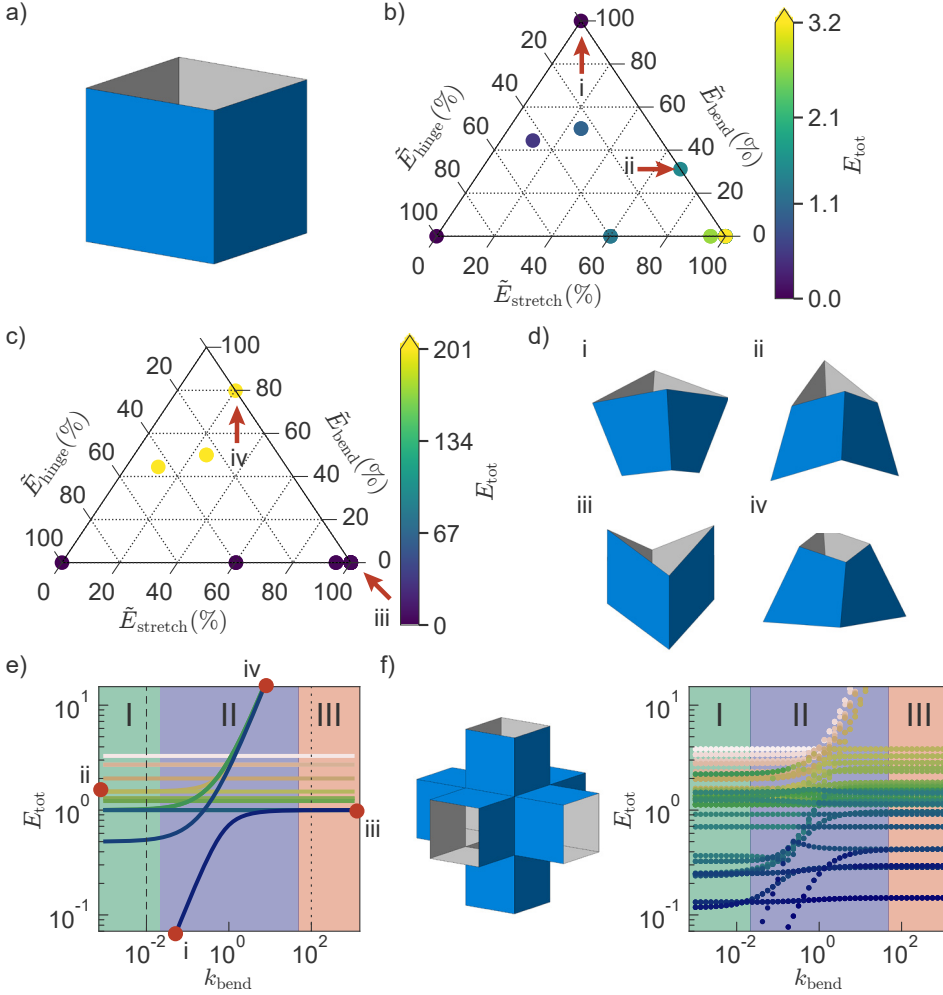 a)
b)
100
20
80
40
i
60
60
40
80
ii
20
100
0
0
20
40
60
80
100
Ẽhinge(%)
Ẽbend(%)
Ẽstretch(%)
3.2
2.1
1.1
0.0
Etot
c)
100
20
80
40
60
60
iv
40
80
20
100
0
0
20
40
60
80
100
iii
Ẽhinge(%)
Ẽbend(%)
Ẽstretch(%)
201
134
67
0
Etot
d)
i
ii
iii
iv
e)
iv
I
II
III
10¹
10⁰
10⁻¹
ii
iii
i
10⁻²
10⁰
10²
Etot
kbend
f)
I
II
III
10¹
10⁰
10⁻¹
10⁻²
10⁰
10²
Etot
kbend